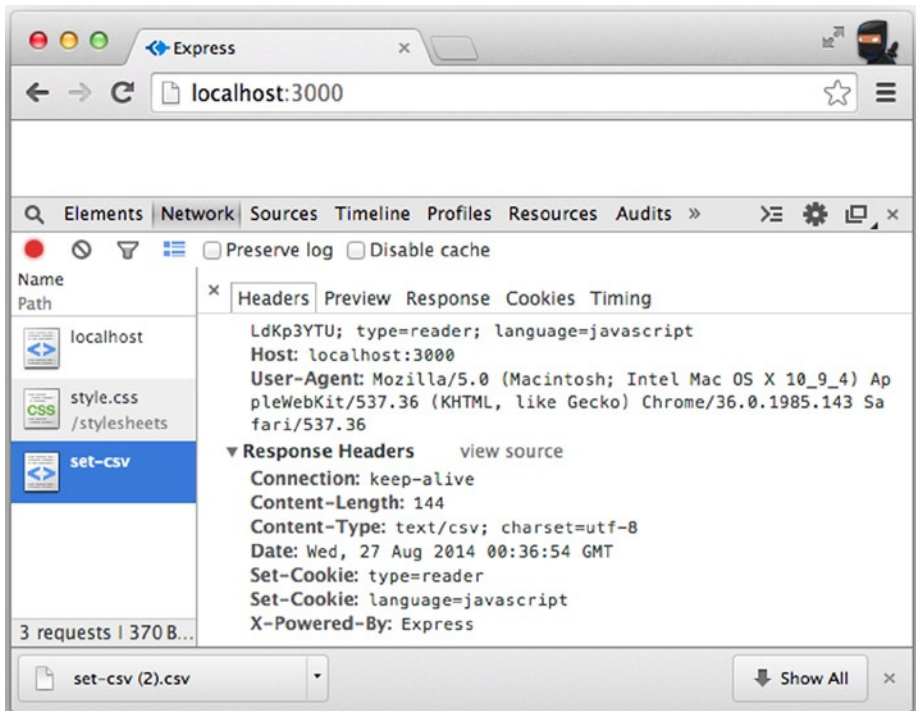 Express
localhost:3000
Elements Network Sources Timeline Profiles Resources Audits »
Preserve log Disable cache
Name
Path
Headers Preview Response Cookies Timing
localhost
style.css
/stylesheets
set-csv
LdKp3YTU; type=reader; language=javascript
Host: localhost:3000
User-Agent: Mozilla/5.0 (Macintosh; Intel Mac OS X 10_9_4) Ap
pleWebKit/537.36 (KHTML, like Gecko) Chrome/36.0.1985.143 Sa
fari/537.36
Response Headers view source
Connection: keep-alive
Content-Length: 144
Content-Type: text/csv; charset=utf-8
Date: Wed, 27 Aug 2014 00:36:54 GMT
Set-Cookie: type=reader
Set-Cookie: language=javascript
X-Powered-By: Express
3 requests | 370 B...
set-csv (2).csv
Show All